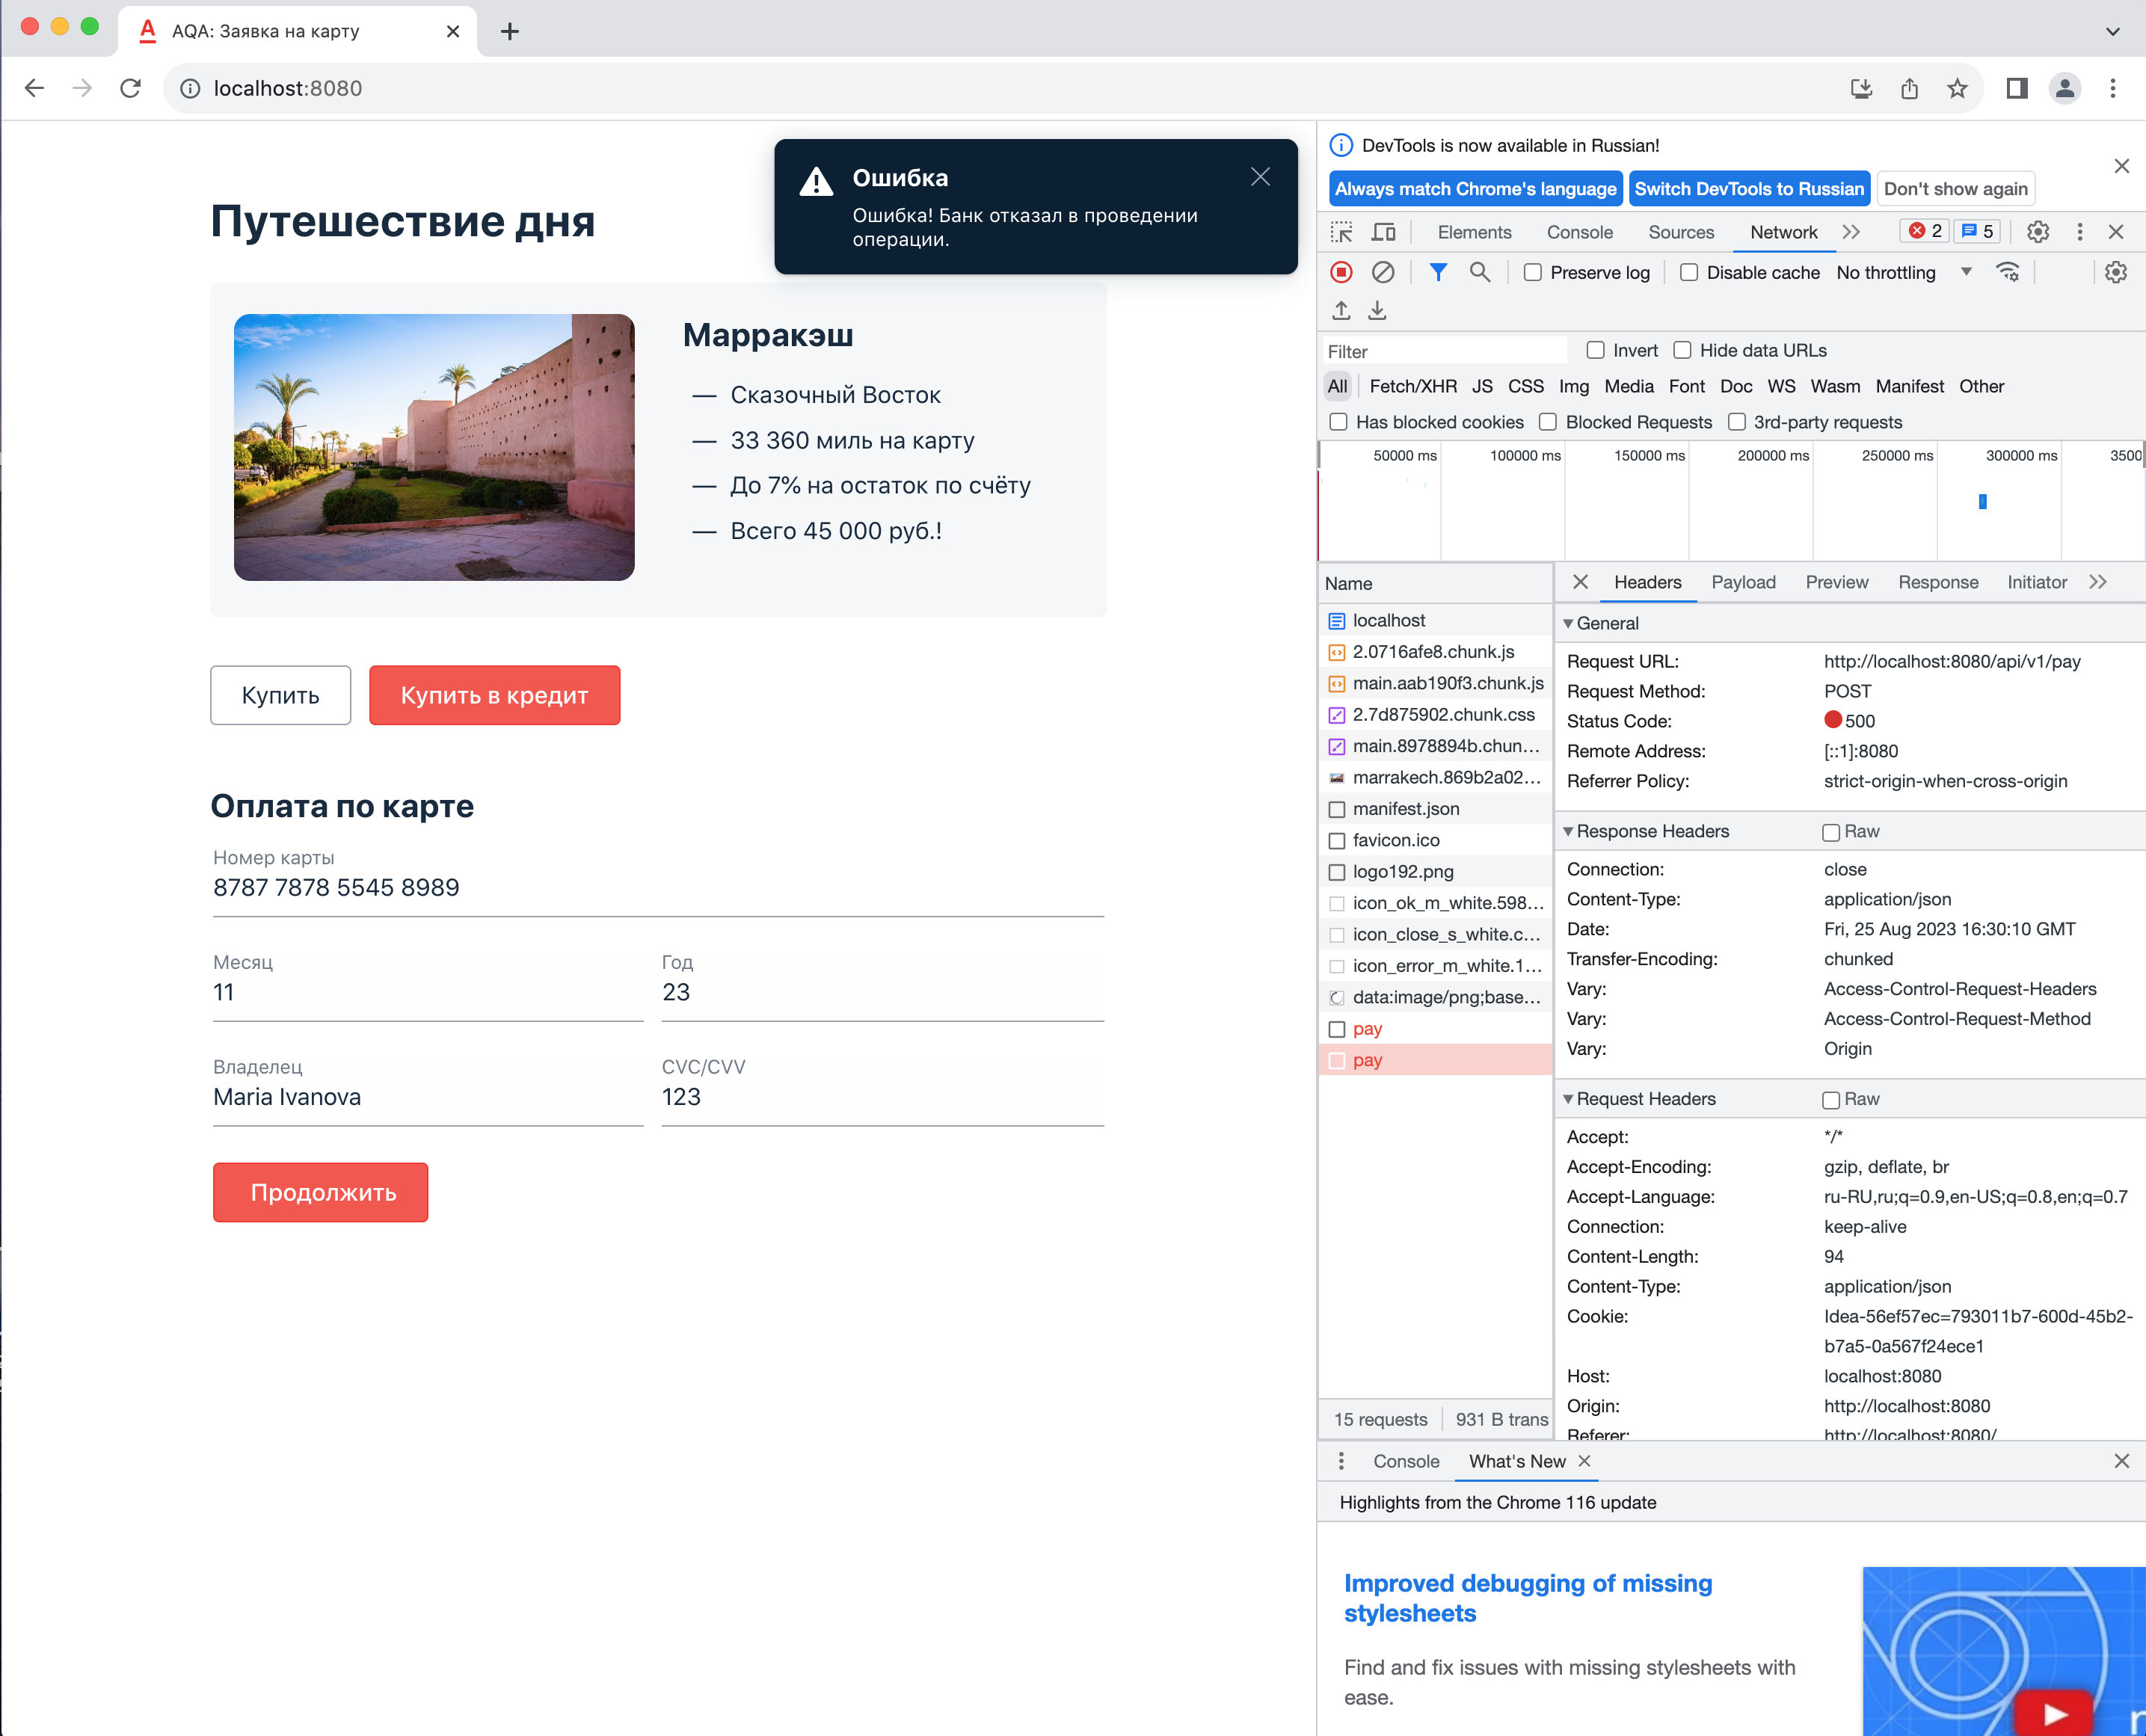 AQA: Заявка на карту
localhost:8080
Ошибка
Ошибка! Банк отказал в проведении
операции.
Путешествие дня
Марракэш
— Сказочный Восток
— 33 360 миль на карту
— До 7% на остаток по счёту
— Всего 45 000 руб.!
Купить
Купить в кредит
Оплата по карте
Номер карты
8787 7878 5545 8989
Месяц
11
Год
23
Владелец
Maria Ivanova
CVC/CVV
123
Продолжить
DevTools is now available in Russian!
Always match Chrome's language
Switch DevTools to Russian
Don't show again
Elements
Console
Sources
Network
2
5
Preserve log
Disable cache
No throttling
Filter
Invert
Hide data URLs
All
Fetch/XHR
JS
CSS
Img
Media
Font
Doc
WS
Wasm
Manifest
Other
Has blocked cookies
Blocked Requests
3rd-party requests
50000 ms
100000 ms
150000 ms
200000 ms
250000 ms
300000 ms
3500
Name
localhost
2.0716afe8.chunk.js
main.aab190f3.chunk.js
2.7d875902.chunk.css
main.8978894b.chun...
marrakech.869b2a02...
manifest.json
favicon.ico
logo192.png
icon_ok_m_white.598...
icon_close_s_white.c...
icon_error_m_white.1...
data:image/png;base...
pay
pay
15 requests
931 B trans
Headers
Payload
Preview
Response
Initiator
General
Request URL: http://localhost:8080/api/v1/pay
Request Method: POST
Status Code: 500
Remote Address: [::1]:8080
Referrer Policy: strict-origin-when-cross-origin
Response Headers
Raw
Connection: close
Content-Type: application/json
Date: Fri, 25 Aug 2023 16:30:10 GMT
Transfer-Encoding: chunked
Vary: Access-Control-Request-Headers
Vary: Access-Control-Request-Method
Vary: Origin
Request Headers
Raw
Accept: */*
Accept-Encoding: gzip, deflate, br
Accept-Language: ru-RU,ru;q=0.9,en-US;q=0.8,en;q=0.7
Connection: keep-alive
Content-Length: 94
Content-Type: application/json
Cookie: Idea-56ef57ec=793011b7-600d-45b2-
b7a5-0a567f24ece1
Host: localhost:8080
Origin: http://localhost:8080
Referer: http://localhost:8080/
Console
What's New
Highlights from the Chrome 116 update
Improved debugging of missing
stylesheets
Find and fix issues with missing stylesheets with
ease.